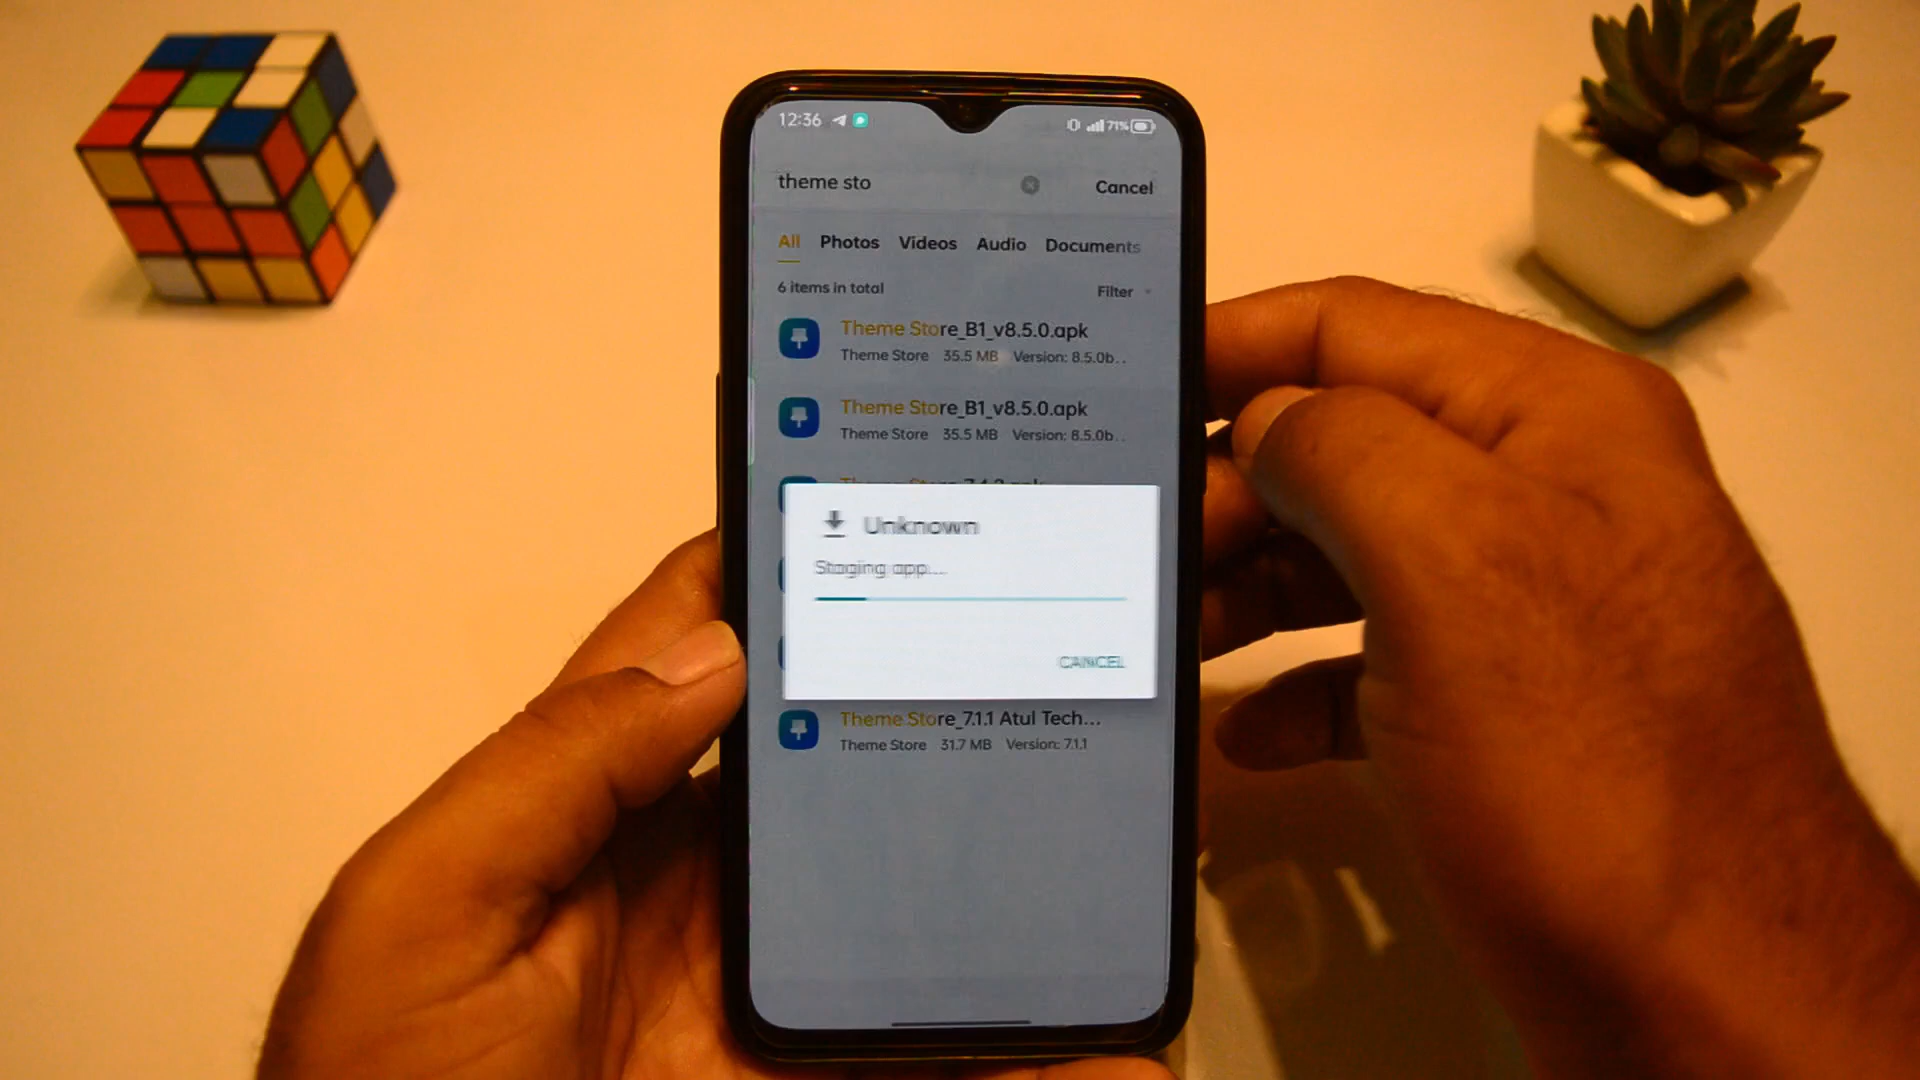 12:36 71%
theme sto Cancel
All Photos Videos Audio Documents
6 items in total Filter
Theme Store_B1_v8.5.0.apk
Theme Store 35.5 MB Version: 8.5.0b..
Theme Store_B1_v8.5.0.apk
Theme Store 35.5 MB Version: 8.5.0b..
Unknown
Staging app...
CANCEL
Theme Store_7.1.1 Atul Tech...
Theme Store 31.7 MB Version: 7.1.1